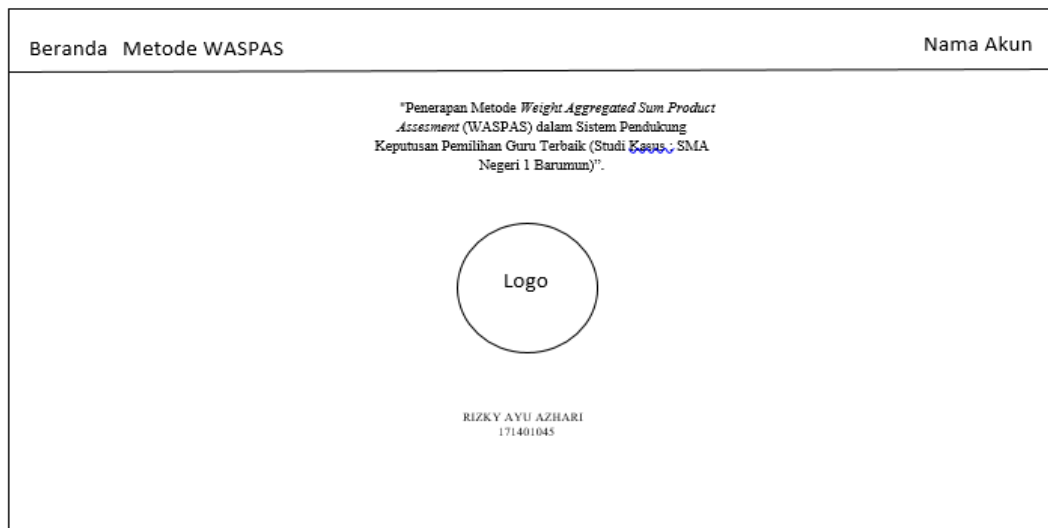 Beranda Metode WASPAS
Nama Akun
"Penerapan Metode Weight Aggregated Sum Product
Assesment (WASPAS) dalam Sistem Pendukung
Keputusan Pemilihan Guru Terbaik (Studi Kasus : SMA
Negeri 1 Barumun)”.
Logo
RIZKY AYU AZHARI
171401045